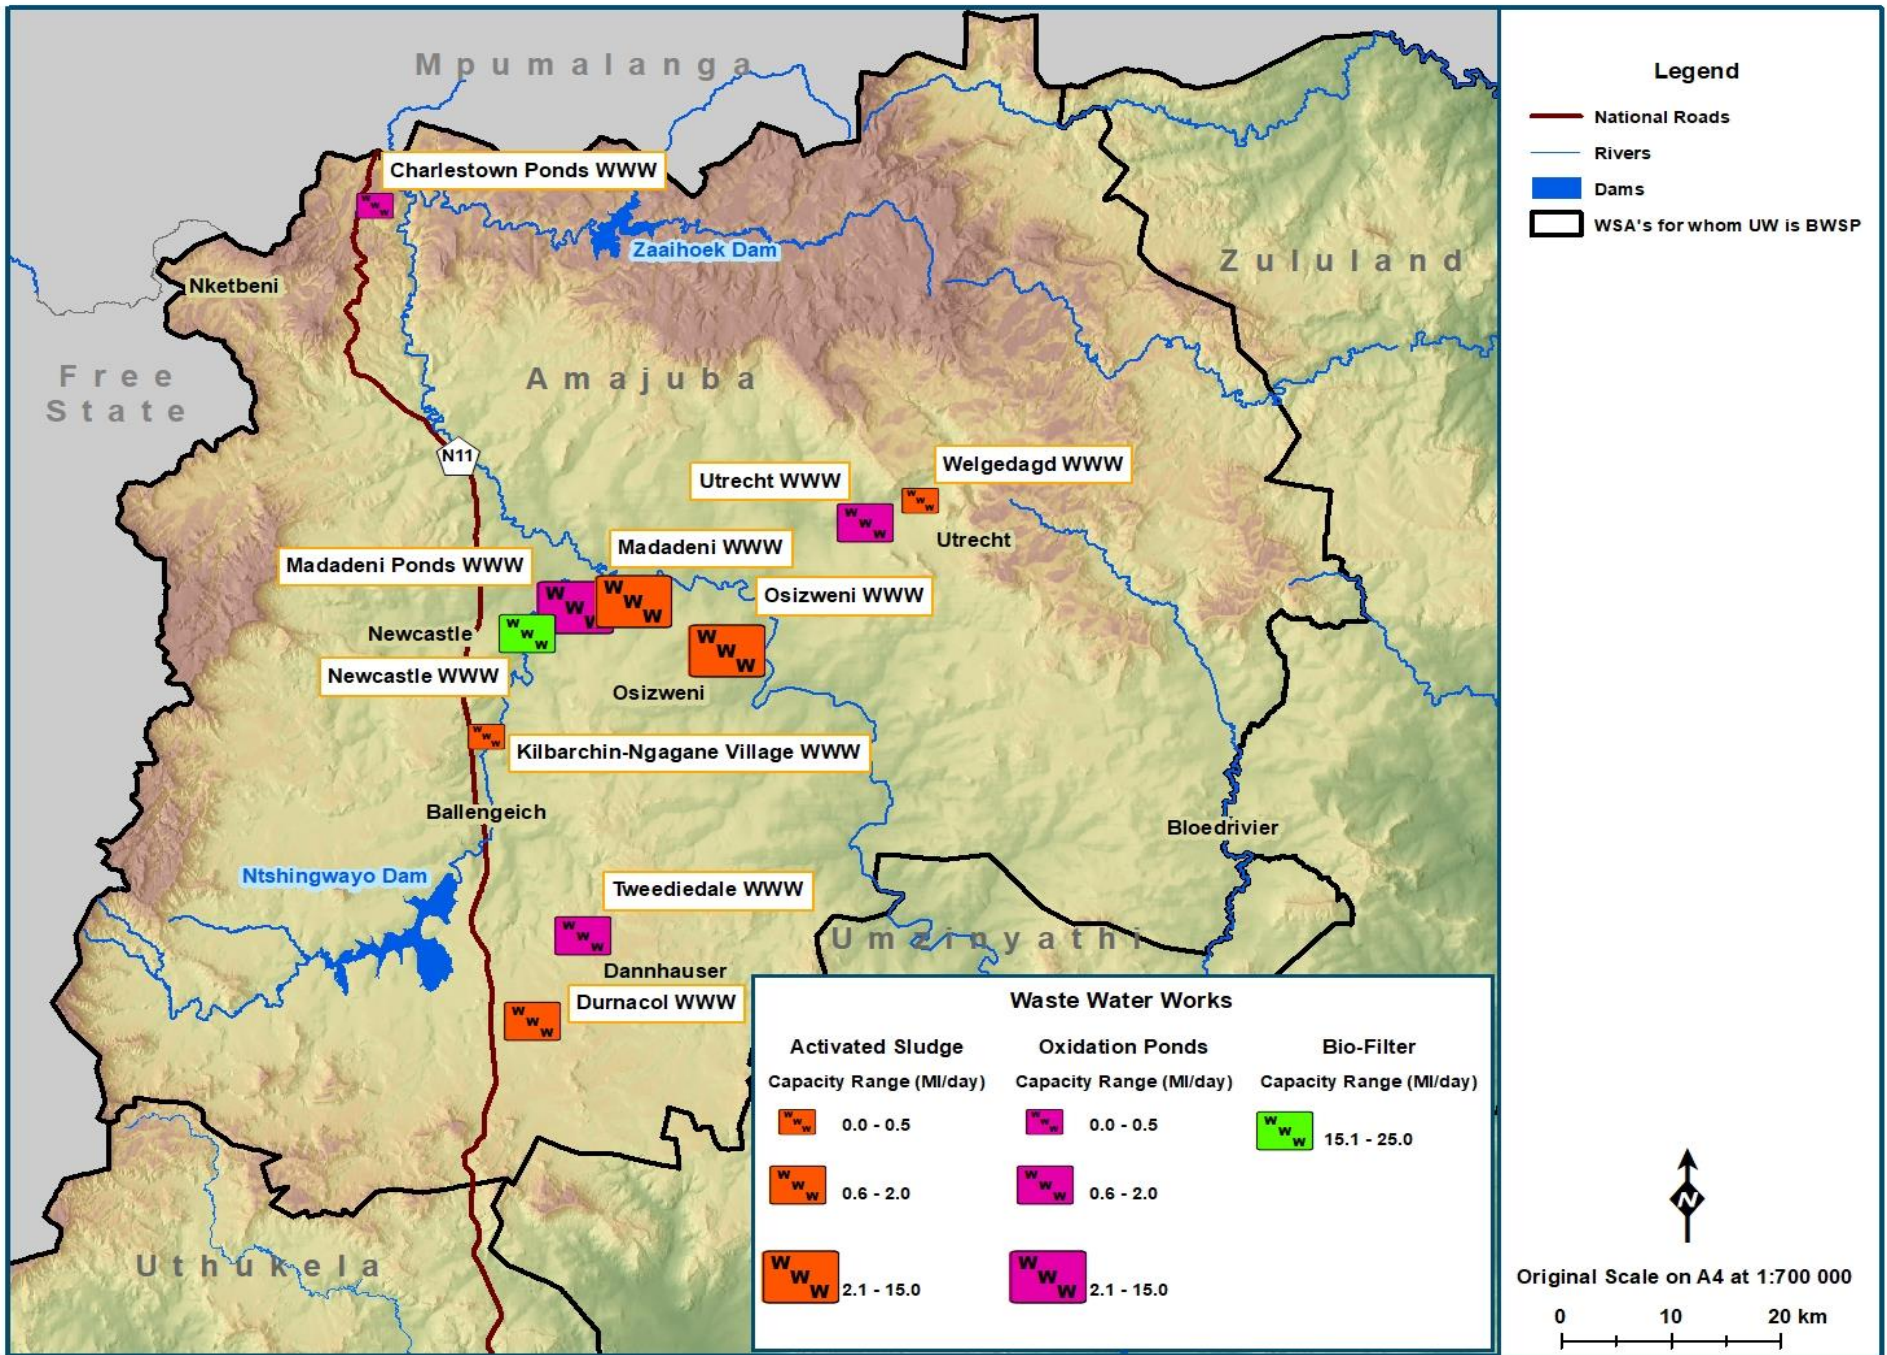 Mpumalanga
Charlestown Ponds WWW
W W W
Zaaihoek Dam
Zululand
Nketbeni
Free
State
Amajuba
N11
Welgedagd WWW
Utrecht WWW
W W W
W W W
Utrecht
Madadeni WWW
Madadeni Ponds WWW
Osizweni WWW
W W W
W W W
W W W
Newcastle
W W W
Newcastle WWW
Osizweni
W W W
Kilbarchin-Ngagane Village WWW
Ballengeich
Bloedrivier
Ntshingwayo Dam
Tweediedale WWW
W W W
Umzinyathi
Dannhauser
Durnacol WWW
W W W
Uthukela
Waste Water Works
Activated Sludge
Capacity Range (Ml/day)
W W W 0.0 - 0.5
W W W 0.6 - 2.0
W W W 2.1 - 15.0
Oxidation Ponds
Capacity Range (Ml/day)
W W W 0.0 - 0.5
W W W 0.6 - 2.0
W W W 2.1 - 15.0
Bio-Filter
Capacity Range (Ml/day)
W W W 15.1 - 25.0
Legend
National Roads
Rivers
Dams
WSA's for whom UW is BWSP
N
Original Scale on A4 at 1:700 000
0 10 20 km